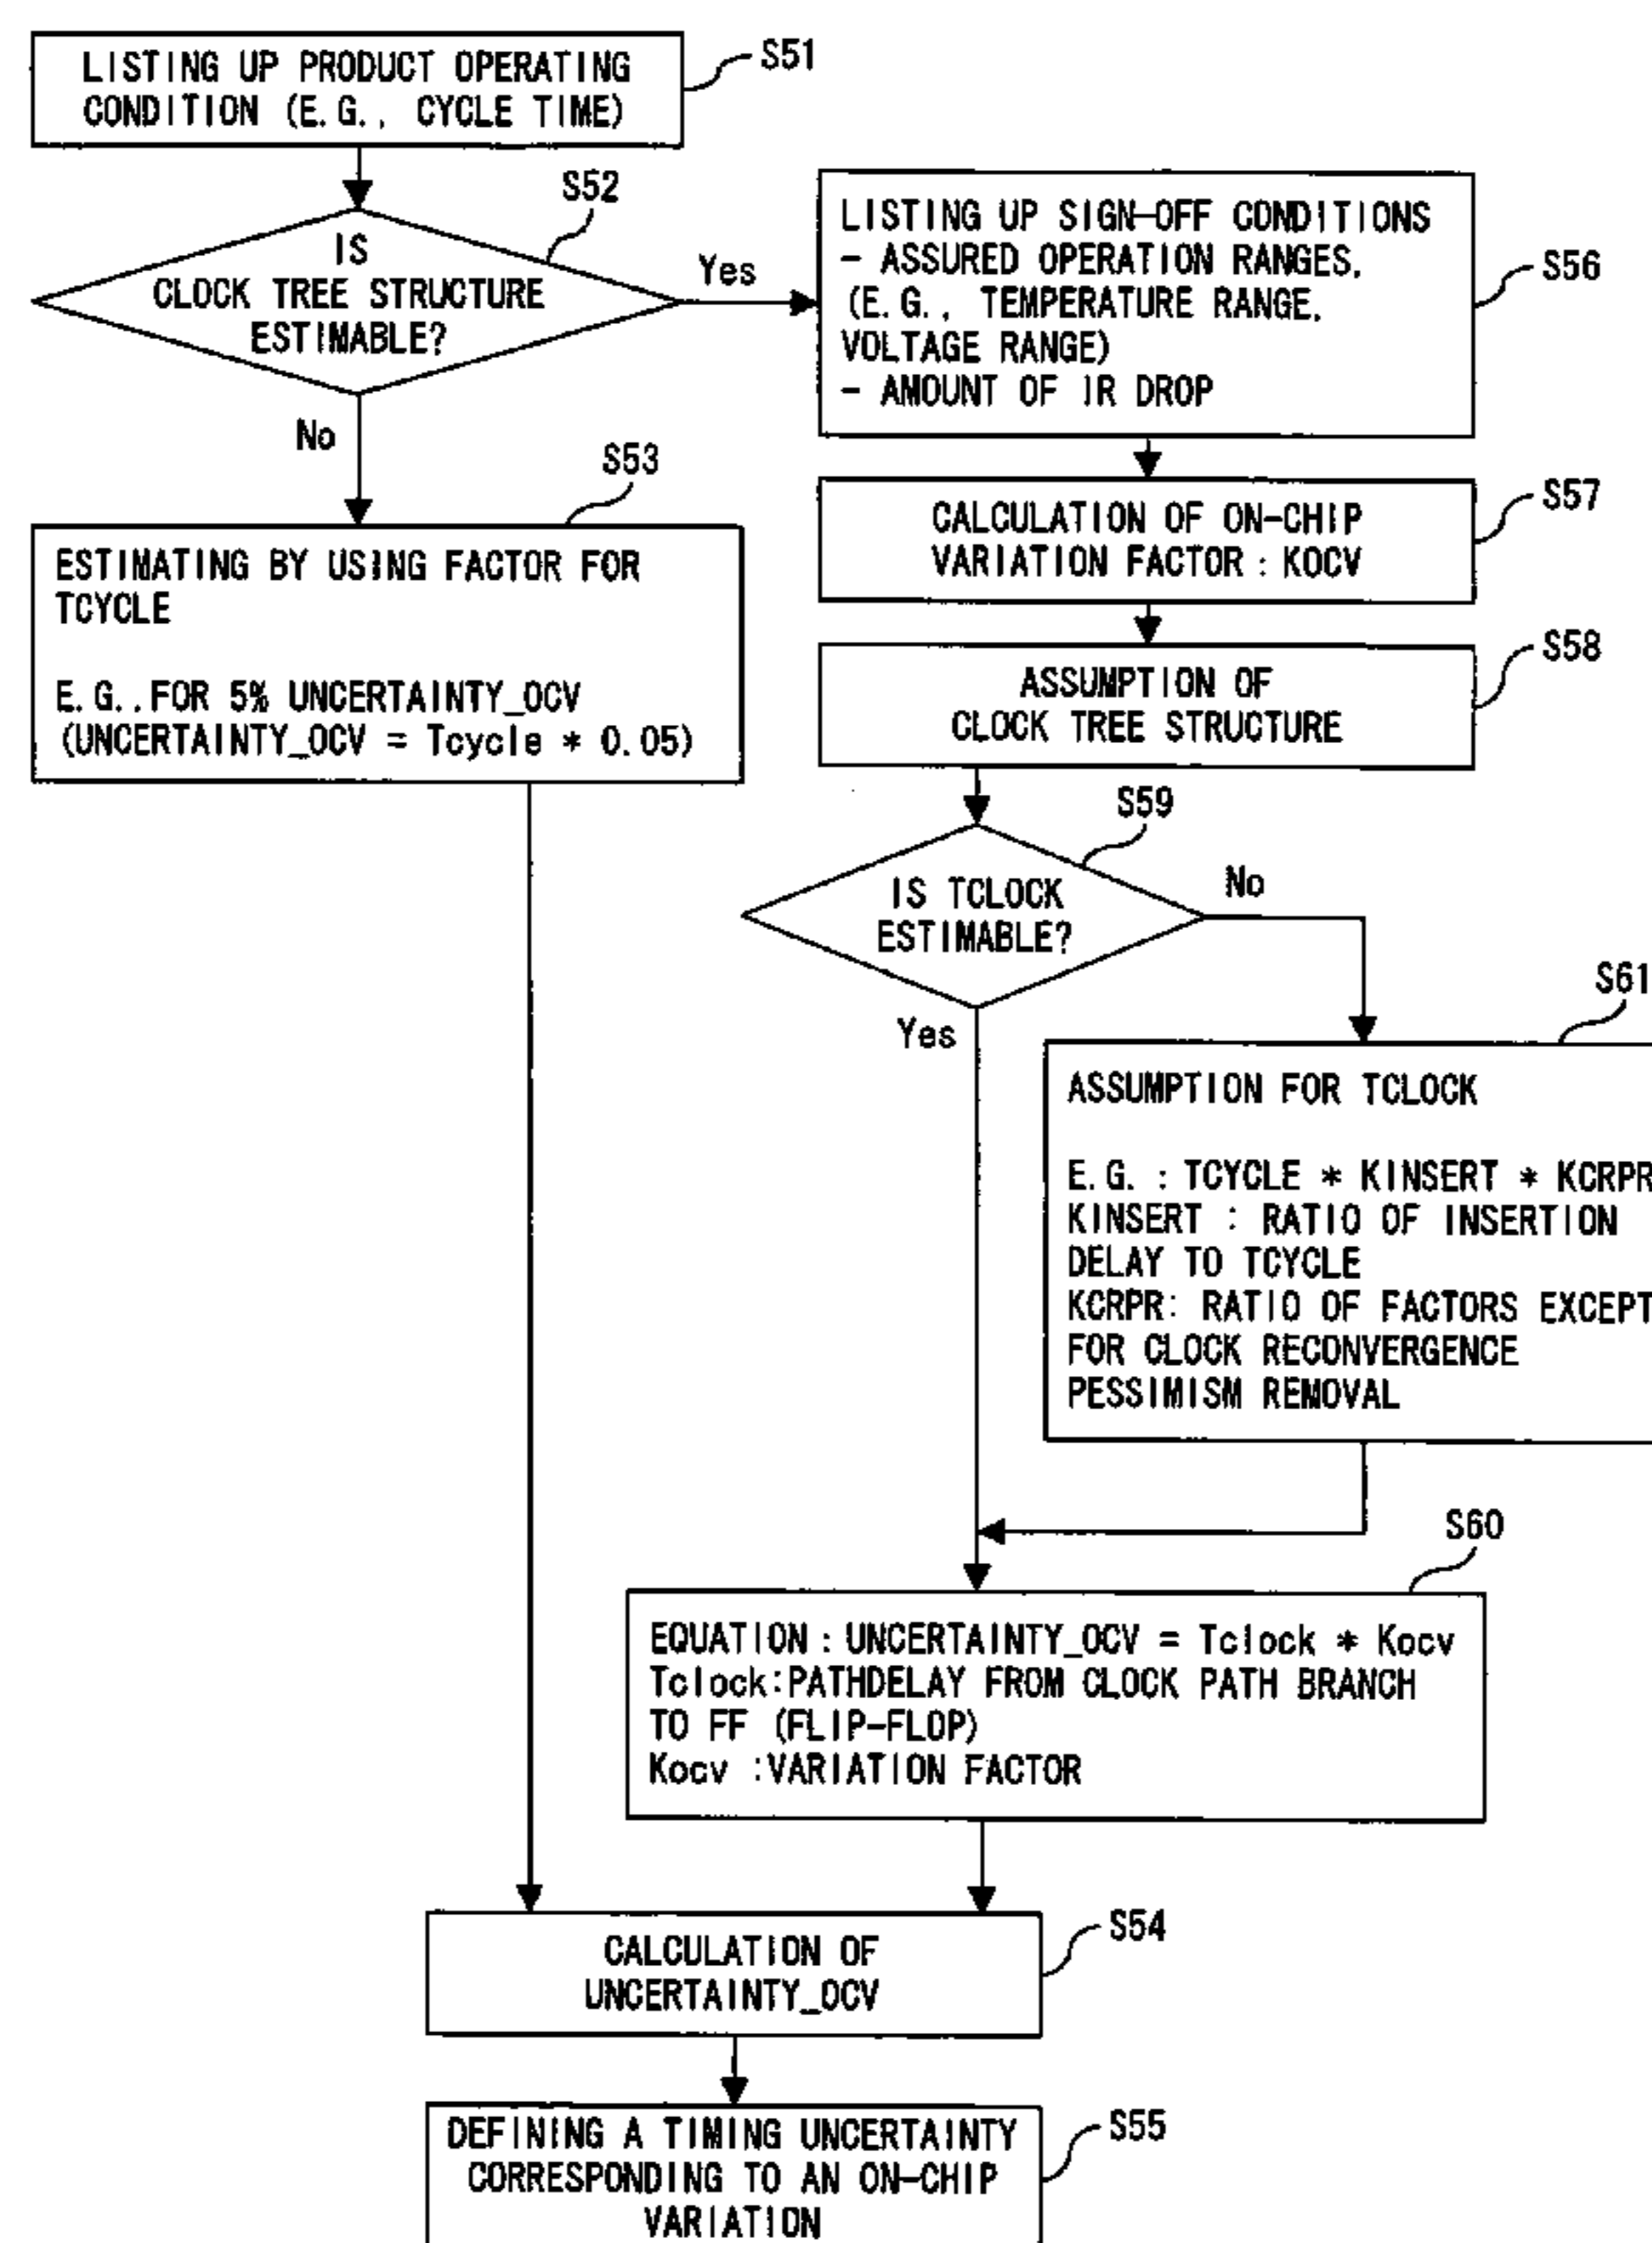 LISTING UP PRODUCT OPERATING
CONDITION (E.G., CYCLE TIME)
S51
S52
IS
CLOCK TREE STRUCTURE
ESTIMABLE?
Yes
No
S53
ESTIMATING BY USING FACTOR FOR
TCYCLE
E.G.,FOR 5% UNCERTAINTY_OCV
(UNCERTAINTY_OCV = Tcycle * 0.05)
LISTING UP SIGN-OFF CONDITIONS
- ASSURED OPERATION RANGES,
(E.G., TEMPERATURE RANGE,
VOLTAGE RANGE)
- AMOUNT OF IR DROP
S56
CALCULATION OF ON-CHIP
VARIATION FACTOR : KOCV
S57
ASSUMPTION OF
CLOCK TREE STRUCTURE
S58
S59
IS TCLOCK
ESTIMABLE?
No
Yes
S61
ASSUMPTION FOR TCLOCK
E.G. : TCYCLE * KINSERT * KCRPR
KINSERT : RATIO OF INSERTION
DELAY TO TCYCLE
KCRPR: RATIO OF FACTORS EXCEPT
FOR CLOCK RECONVERGENCE
PESSIMISM REMOVAL
S60
EQUATION : UNCERTAINTY_OCV = Tclock * Kocv
Tclock:PATHDELAY FROM CLOCK PATH BRANCH
TO FF (FLIP-FLOP)
Kocv :VARIATION FACTOR
CALCULATION OF
UNCERTAINTY_OCV
S54
DEFINING A TIMING UNCERTAINTY
CORRESPONDING TO AN ON-CHIP
VARIATION
S55